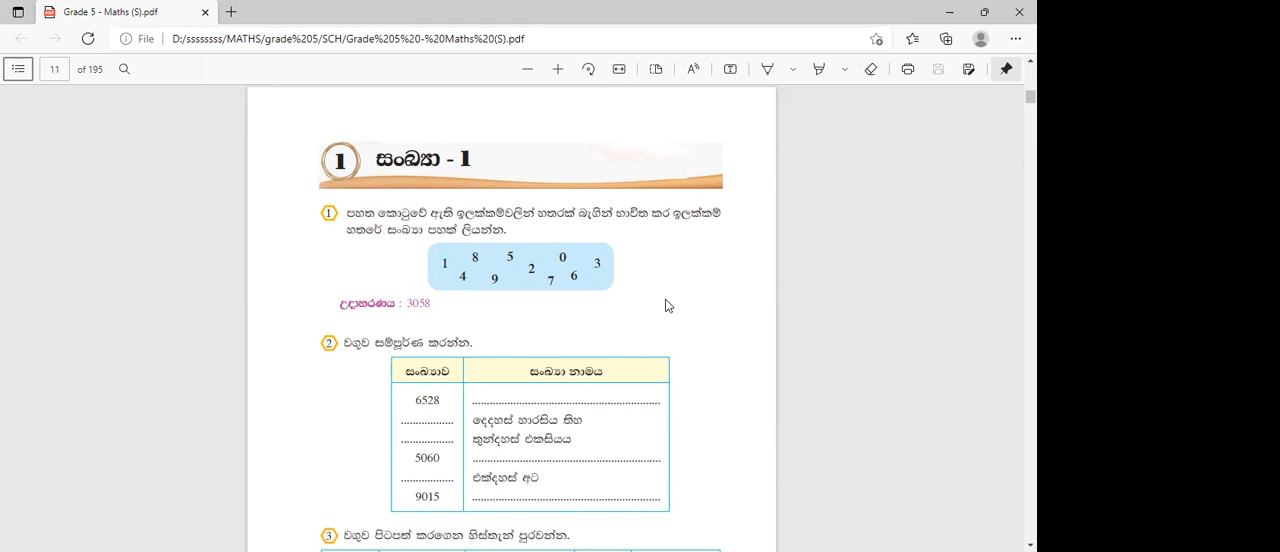 Grade 5 - Maths (S).pdf
File D:/ssssssss/MATHS/grade%205/SCH/Grade%205%20-%20Maths%20(S).pdf
11 of 195
1 සංඛ්‍යා - 1
1 පහත කොටුවේ ඇති ඉලක්කම්වලින් හතරක් බැගින් භාවිත කර ඉලක්කම්
හතරේ සංඛ්‍යා පහක් ලියන්න.
1 8 5 2 0 3
4 9 7 6
උදාහරණය : 3058
2 වගුව සම්පූර්ණ කරන්න.
සංඛ්‍යාව සංඛ්‍යා නාමය
6528 ..............................................................
.................. දෙදහස් හාරසිය තිහ
.................. තුන්දහස් එකසියය
5060 ..............................................................
.................. එක්දහස් අට
9015 ..............................................................
3 වගුව පිටපත් කරගෙන හිස්තැන් පුරවන්න.